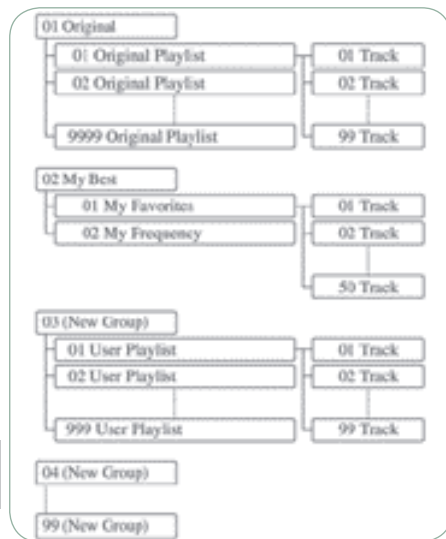 01 Original
01 Original Playlist
01 Track
02 Original Playlist
02 Track
9999 Original Playlist
99 Track
02 My Best
01 My Favorites
01 Track
02 My Frequency
02 Track
50 Track
03 (New Group)
01 User Playlist
01 Track
02 User Playlist
02 Track
999 User Playlist
99 Track
04 (New Group)
99 (New Group)